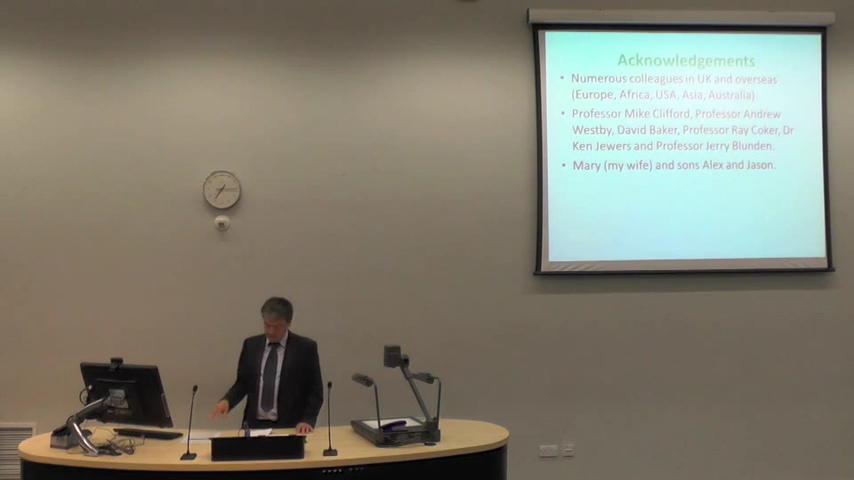 Acknowledgements
• Numerous colleagues in UK and overseas
(Europe, Africa, USA, Asia, Australia)
• Professor Mike Clifford, Professor Andrew
Westby, David Baker, Professor Ray Coker, Dr
Ken Jewers and Professor Jerry Blunden.
• Mary (my wife) and sons Alex and Jason.